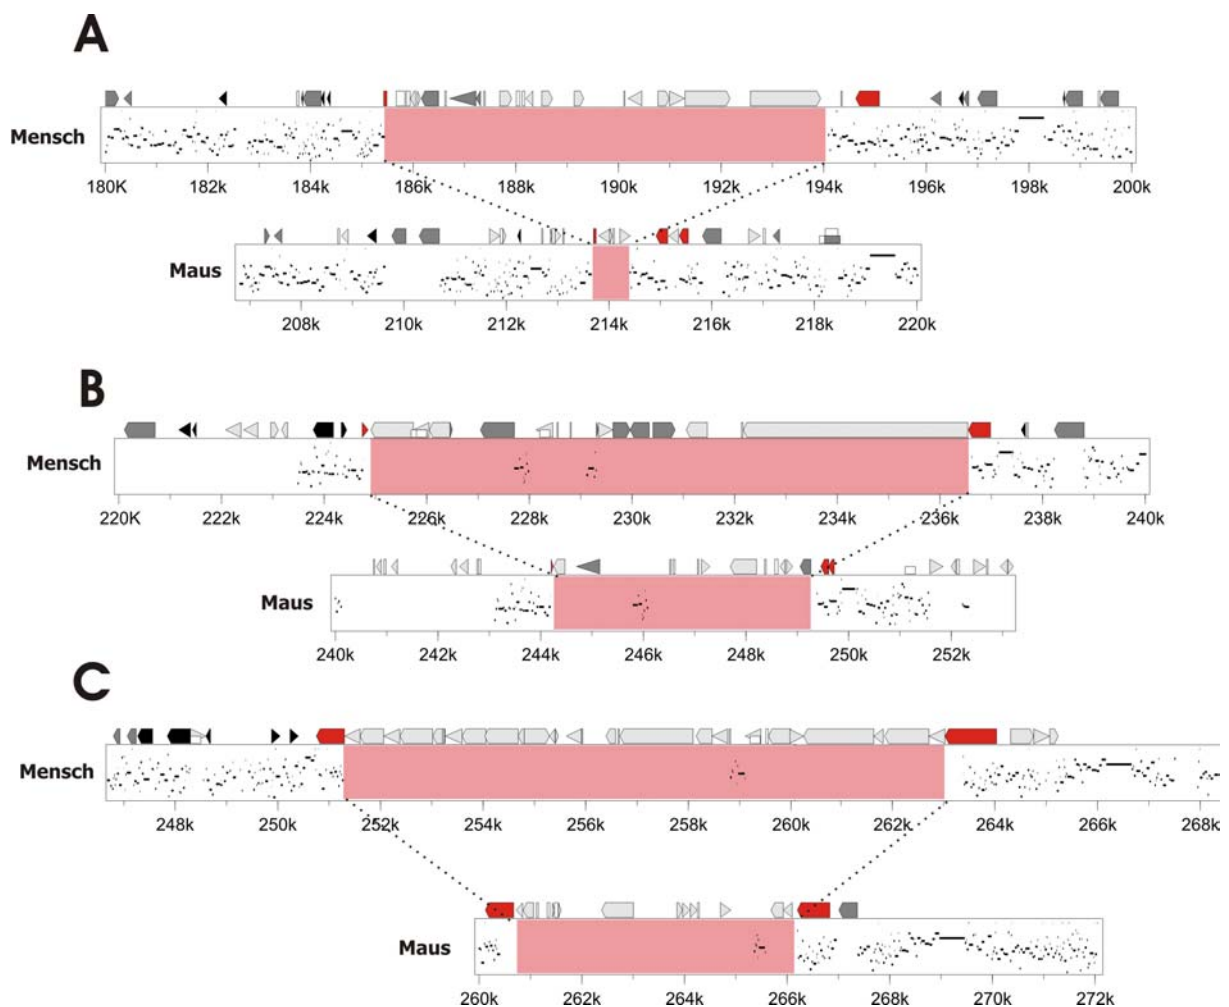 A
Mensch
180K 182K 184K 186K 188K 190K 192K 194K 196K 198K 200K
Maus
208k 210k 212k 214k 216k 218k 220k
B
Mensch
220K 222K 224K 226K 228K 230K 232K 234K 236K 238K 240K
Maus
240k 242k 244k 246k 248k 250k 252k
C
Mensch
248k 250k 252k 254k 256k 258k 260k 262k 264k 266k 268k
Maus
260k 262k 264k 266k 268k 270k 272k